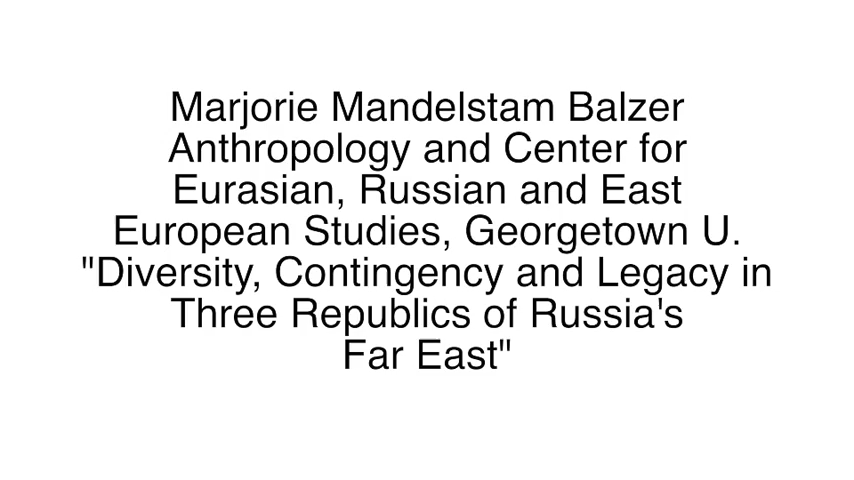 Marjorie Mandelstam Balzer
Anthropology and Center for
Eurasian, Russian and East
European Studies, Georgetown U.
"Diversity, Contingency and Legacy in
Three Republics of Russia's
Far East"